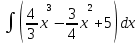 ∫(4/3 x³ − 3/4 x² + 5) dx